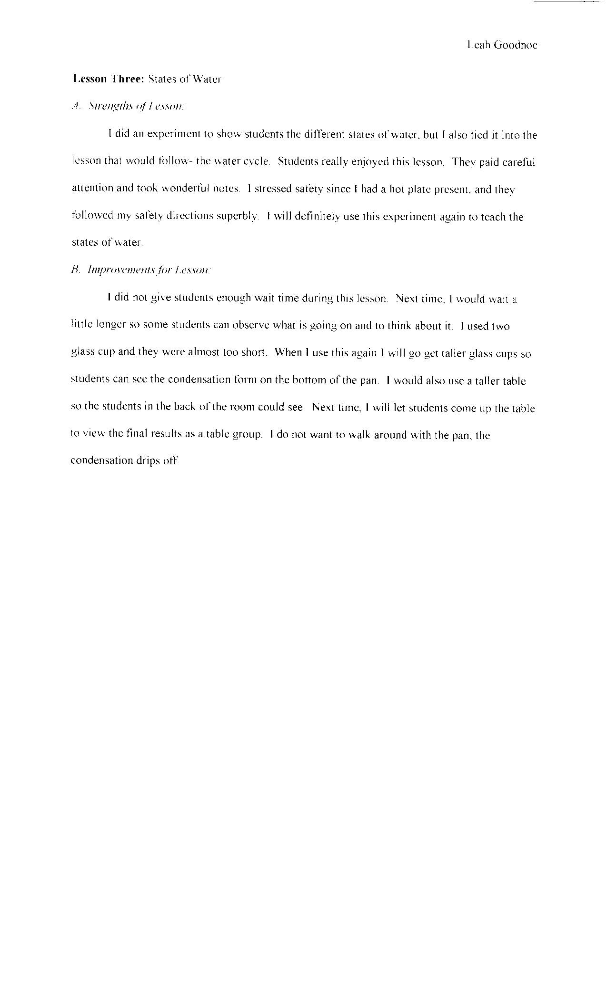 Leah Goodnoe
Lesson Three: States of Water
A. Strengths of Lesson:
I did an experiment to show students the different states of water, but I also tied it into the
lesson that would follow- the water cycle. Students really enjoyed this lesson. They paid careful
attention and took wonderful notes. I stressed safety since I had a hot plate present, and they
followed my safety directions superbly. I will definitely use this experiment again to teach the
states of water.
B. Improvements for Lesson:
I did not give students enough wait time during this lesson. Next time, I would wait a
little longer so some students can observe what is going on and to think about it. I used two
glass cup and they were almost too short. When I use this again I will go get taller glass cups so
students can see the condensation form on the bottom of the pan. I would also use a taller table
so the students in the back of the room could see. Next time, I will let students come up the table
to view the final results as a table group. I do not want to walk around with the pan; the
condensation drips off.